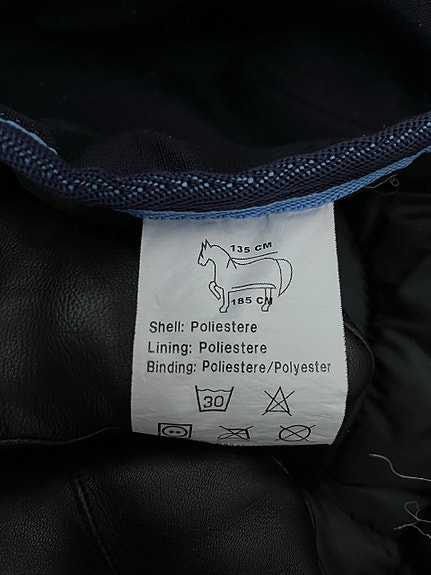 135 CM
185 CM
Shell: Poliestere
Lining: Poliestere
Binding: Poliestere/Polyester
30